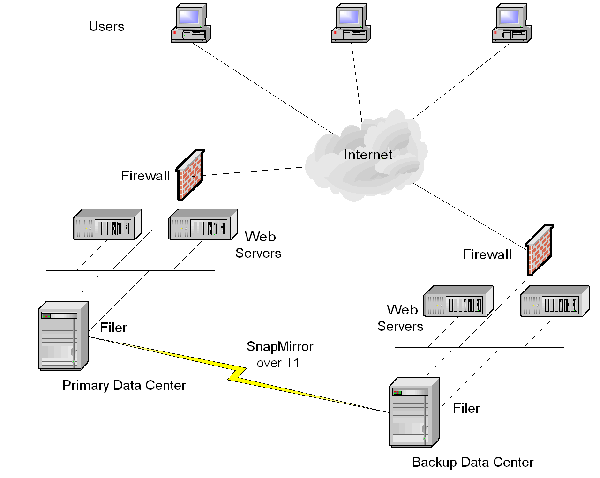 Users
Internet
Firewall
Web
Servers
Firewall
Web
Servers
Filer
SnapMirror
over T1
Primary Data Center
Filer
Backup Data Center